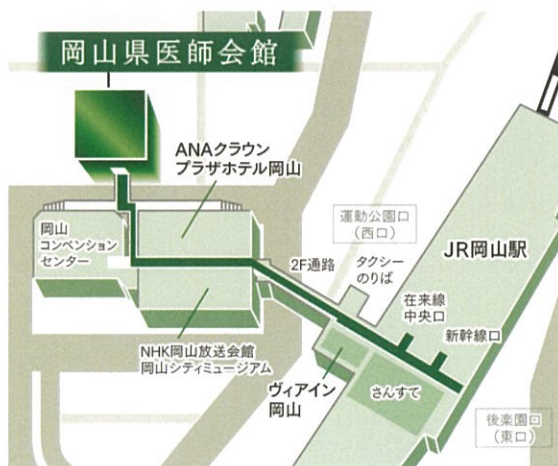 岡山県医師会館
ANAクラウン
プラザホテル岡山
岡山
コンベンション
センター
運動公園口
(西口)
JR岡山駅
2F通路
タクシー
のりば
在来線
中央口
新幹線口
NHK岡山放送会館
岡山シティミュージアム
ヴィアイン
岡山
さんすて
後楽園口
(東口)